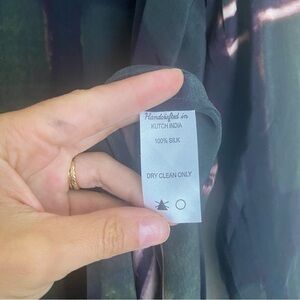 Handcrafted in
KUTCH INDIA
100% SILK
DRY CLEAN ONLY